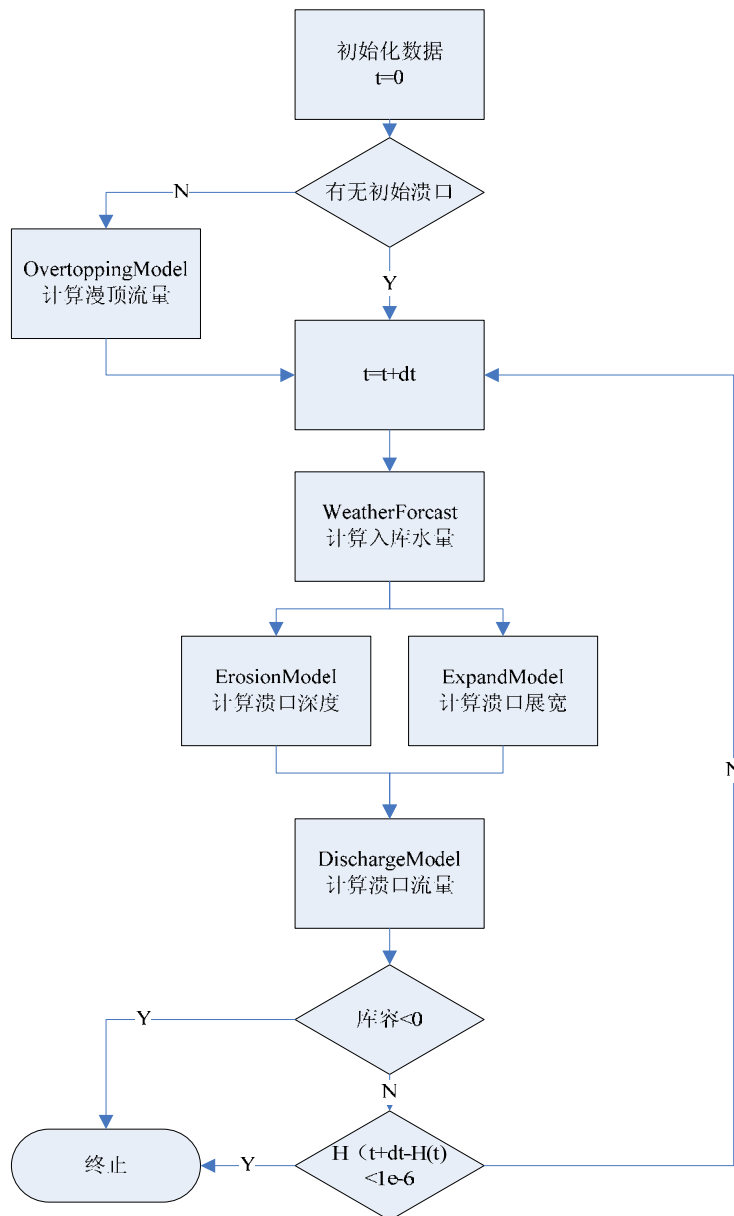 初始化数据
t=0
有无初始溃口
N
OvertoppingModel
计算漫顶流量
Y
t=t+dt
WeatherForcast
计算入库水量
ErosionModel
计算溃口深度
ExpandModel
计算溃口展宽
N
DischargeModel
计算溃口流量
库容<0
Y
N
H（t+dt-H(t)
<1e-6
Y
终止